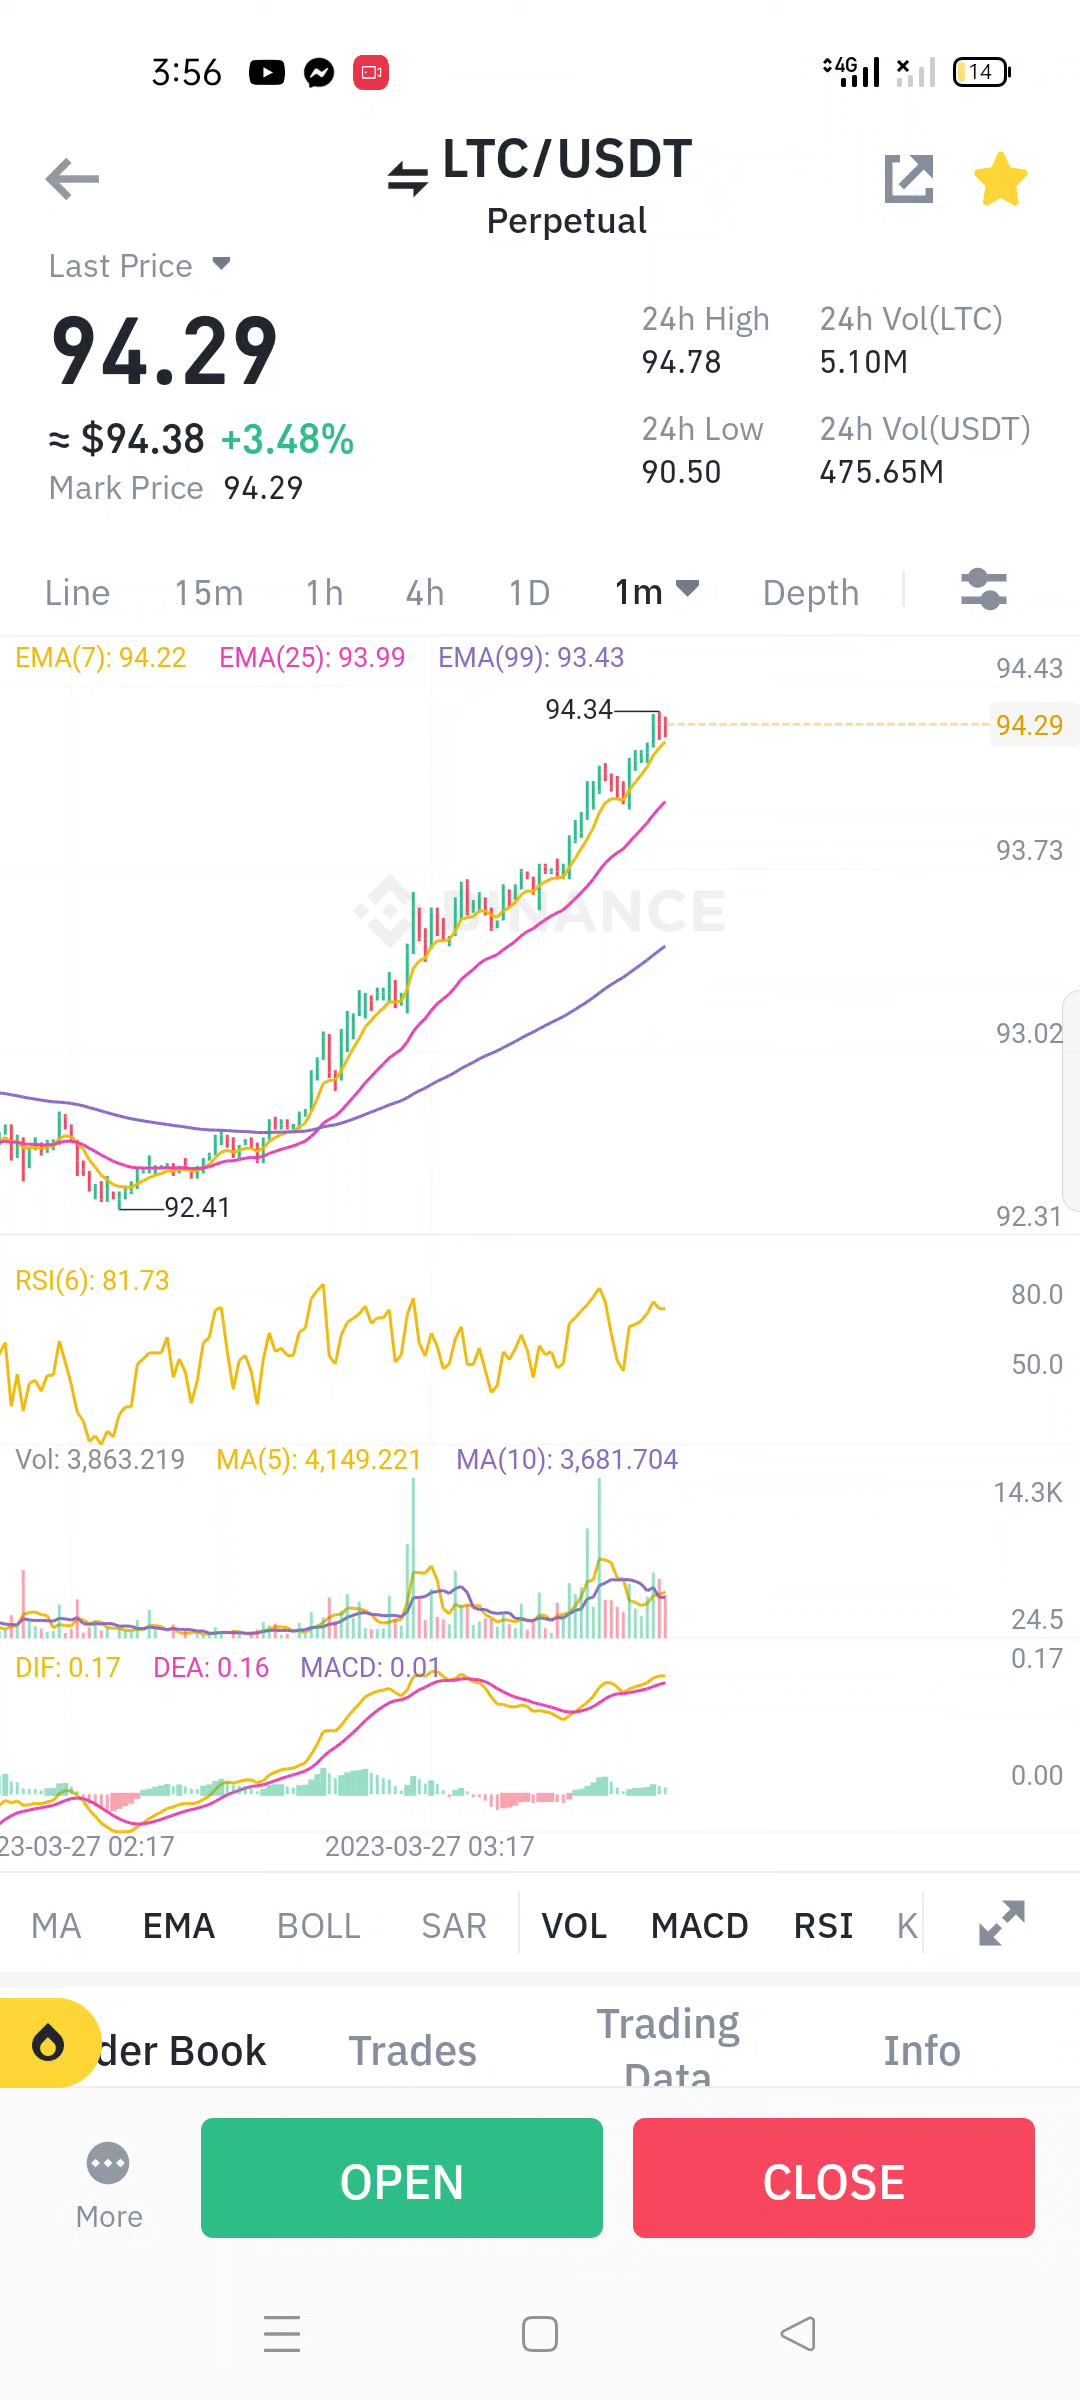 3:56 4G 14
LTC/USDT
Perpetual
Last Price
94.29
≈ $94.38 +3.48%
Mark Price 94.29
24h High 24h Vol(LTC)
94.78 5.10M
24h Low 24h Vol(USDT)
90.50 475.65M
Line 15m 1h 4h 1D 1m Depth
EMA(7): 94.22 EMA(25): 93.99 EMA(99): 93.43
94.43
94.34
94.29
93.73
BINANCE
93.02
92.41
92.31
RSI(6): 81.73
80.0
50.0
Vol: 3,863.219 MA(5): 4,149.221 MA(10): 3,681.704
14.3K
24.5
DIF: 0.17 DEA: 0.16 MACD: 0.01
0.17
0.00
23-03-27 02:17 2023-03-27 03:17
MA EMA BOLL SAR VOL MACD RSI K
der Book Trades Trading Data Info
More OPEN CLOSE